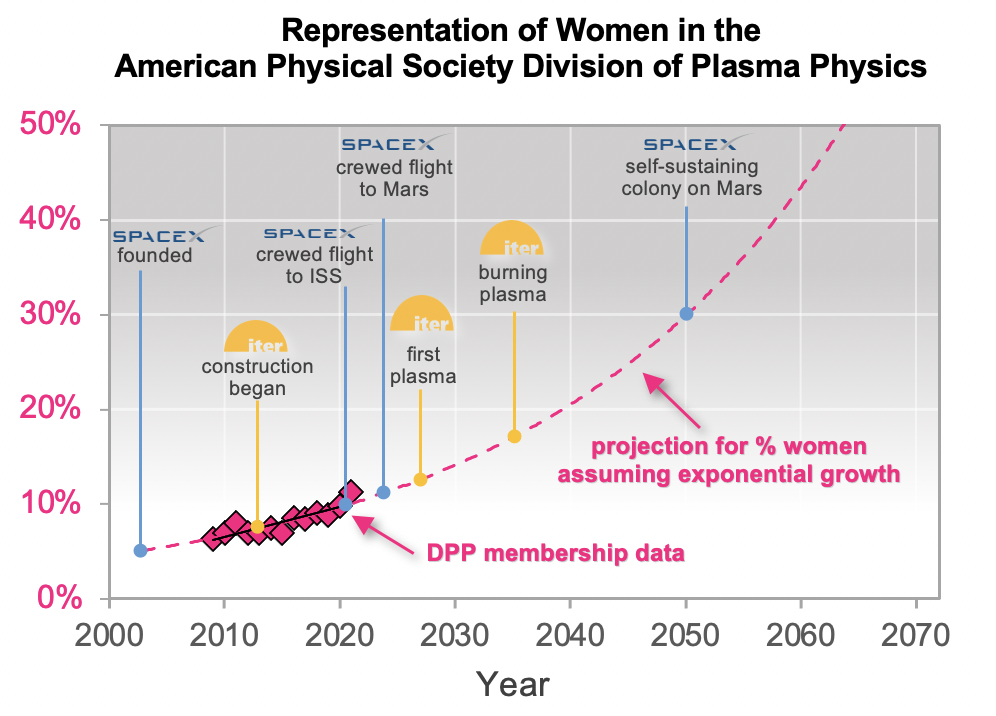 Representation of Women in the
American Physical Society Division of Plasma Physics
50%
40%
30%
20%
10%
0%
SPACEX
founded
iter
construction
began
SPACEX
crewed flight
to ISS
SPACEX
crewed flight
to Mars
iter
first
plasma
iter
burning
plasma
SPACEX
self-sustaining
colony on Mars
projection for % women
assuming exponential growth
DPP membership data
2000
2010
2020
2030
2040
2050
2060
2070
Year